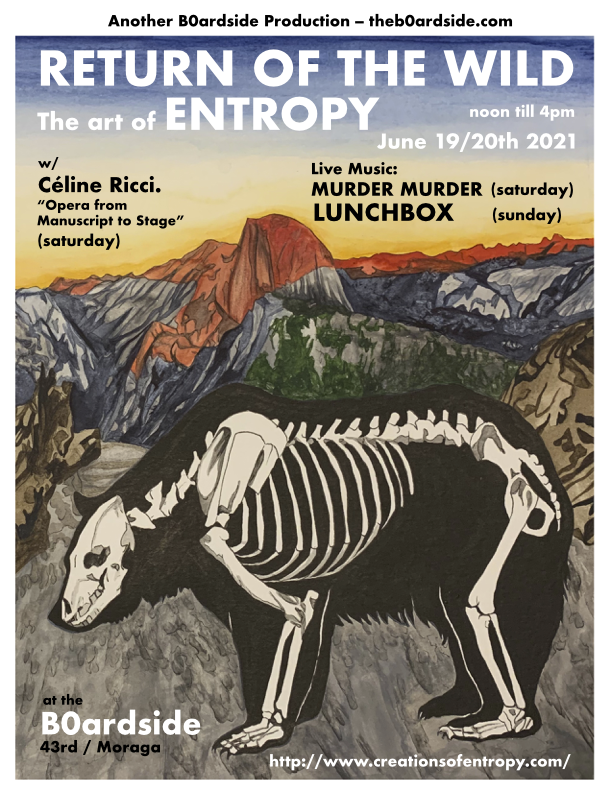 Another B0ardside Production – theb0ardside.com
RETURN OF THE WILD
The art of ENTROPY
noon till 4pm
June 19/20th 2021
w/
Céline Ricci.
“Opera from
Manuscript to Stage”
(saturday)
Live Music:
MURDER MURDER (saturday)
LUNCHBOX (sunday)
at the
B0ardside
43rd / Moraga
http://www.creationsofentropy.com/